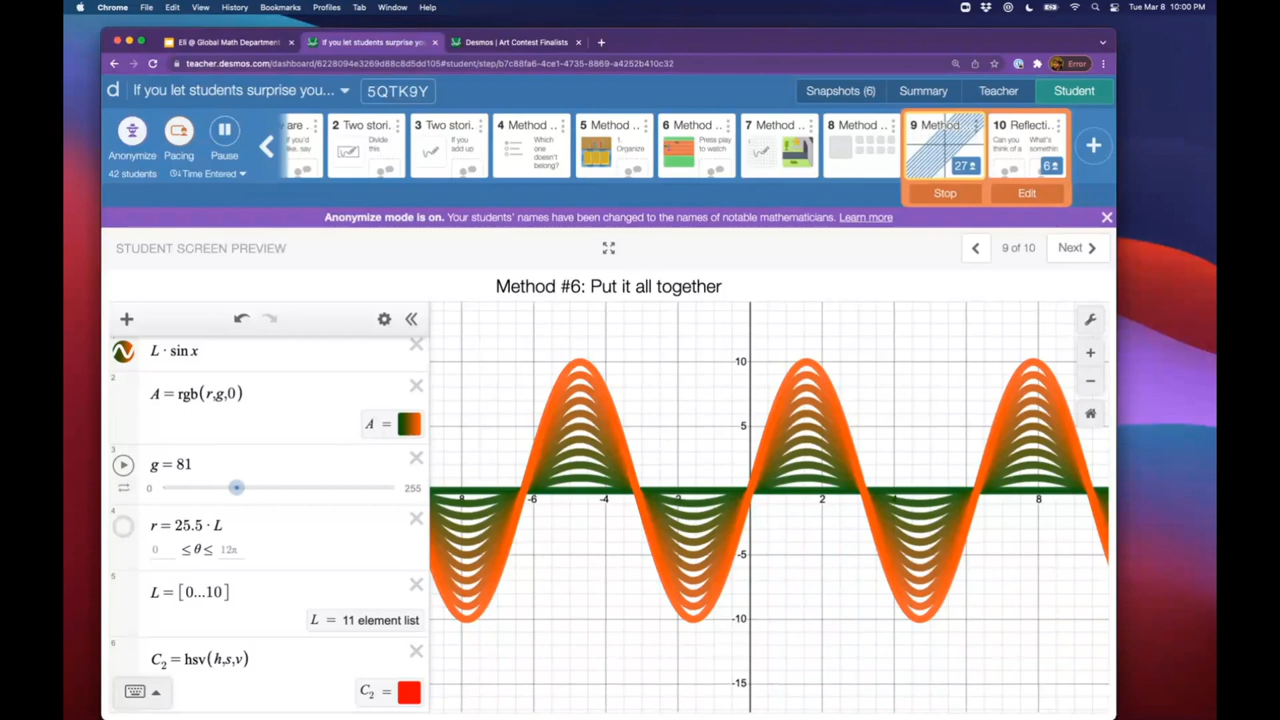 Chrome File Edit View History Bookmarks Profiles Tab Window Help Tue Mar 8 10:00 PM
Eli @ Global Math Department
If you let students surprise you
Desmos | Art Contest Finalists
teacher.desmos.com/dashboard/6228094e3269d88c8d5dd105#student/step/b7c88fa6-4ce1-4735-8869-a4252b410c32
Error
d If you let students surprise you... 5QTK9Y Snapshots (6) Summary Teacher Student
Anonymize Pacing Pause
42 students Time Entered
are .
say
2 Two stori.
Divide this
3 Two stori.
If you add up
4 Method ..
Which one doesn't belong?
5 Method ..
Organize
6 Method ..
Press play to watch
7 Method ..
8 Method ..
9 Method
27
10 Reflecti..
Can you think of a
What's somethin
6
Stop Edit
Anonymize mode is on. Your students' names have been changed to the names of notable mathematicians. Learn more
STUDENT SCREEN PREVIEW 9 of 10 Next
Method #6: Put it all together
L · sin x
2
A = rgb(r,g,0)
A =
3
g = 81
0 255
4
r = 25.5 · L
0 ≤ θ ≤ 12π
5
L = [0...10]
L = 11 element list
6
C₂ = hsv(h,s,v)
C₂ =
10
5
-6 -4 2 8
-5
-10
-15